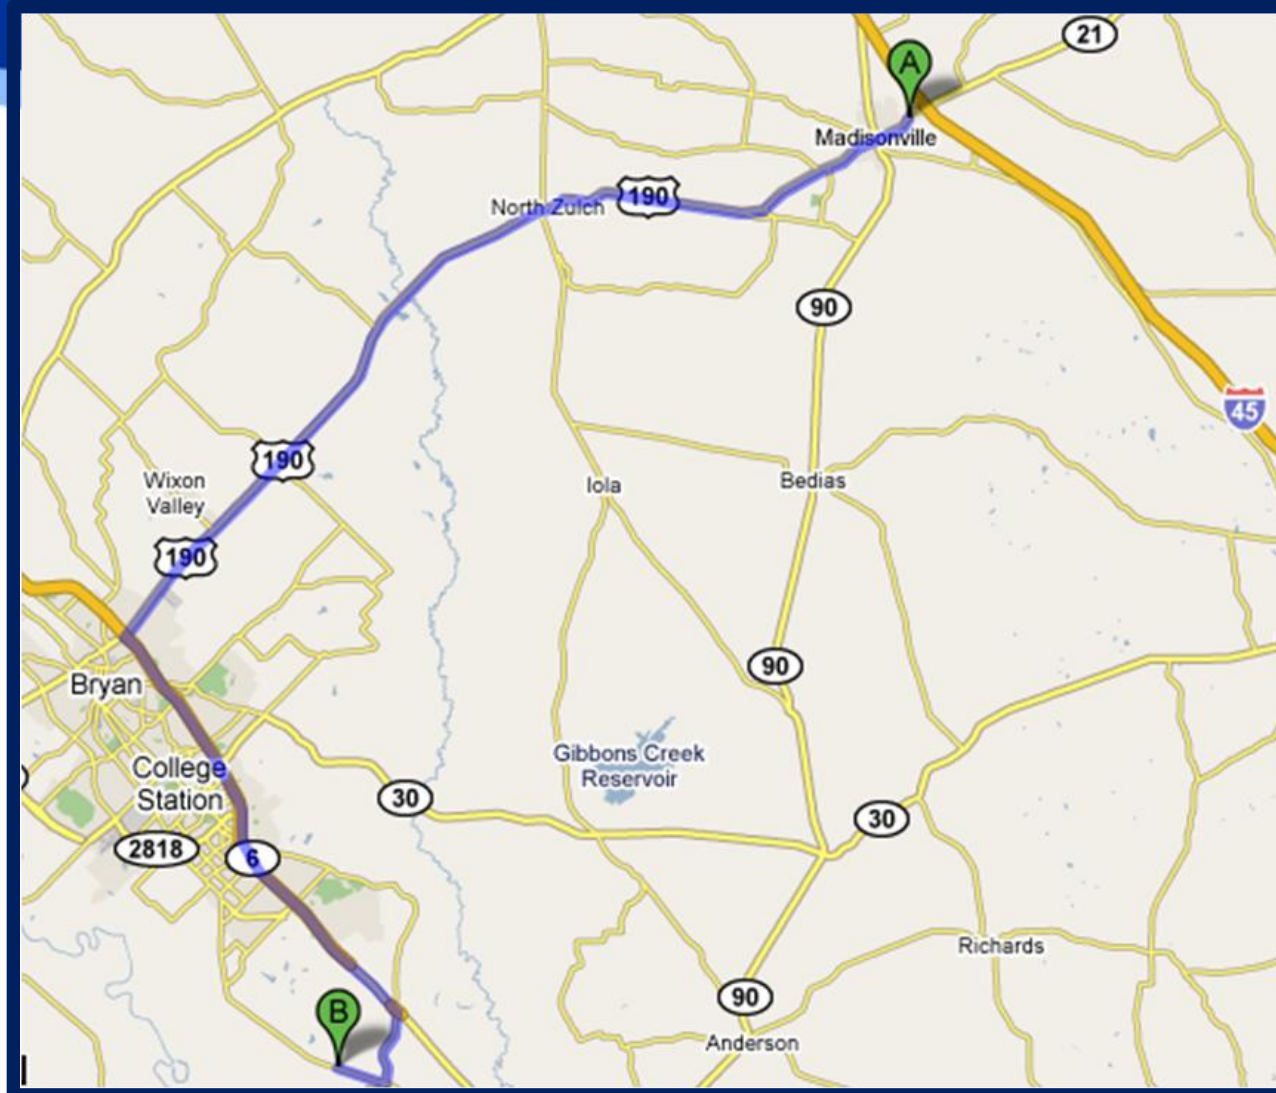 21
A
Madisonville
190
North Zulch
90
45
190
Wixon
Valley
Iola
Bedias
190
90
Bryan
Gibbons Creek
Reservoir
College
Station
30
30
2818
6
Richards
90
B
Anderson